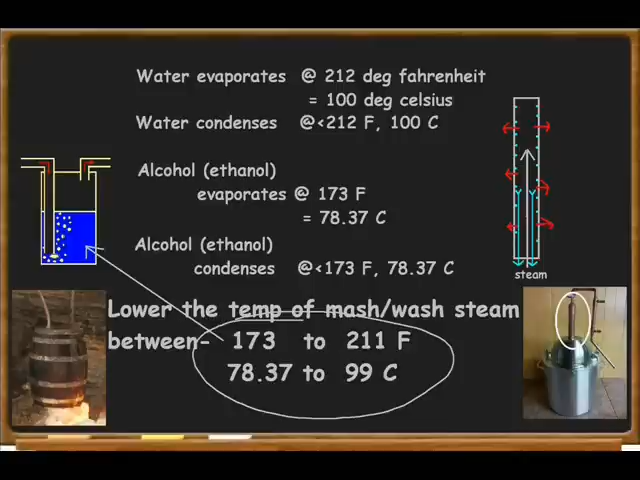 Water evaporates @ 212 deg fahrenheit
= 100 deg celsius
Water condenses @<212 F, 100 C
Alcohol (ethanol)
evaporates @ 173 F
= 78.37 C
Alcohol (ethanol)
condenses @<173 F, 78.37 C
steam
Lower the temp of mash/wash steam
between- 173 to 211 F
78.37 to 99 C